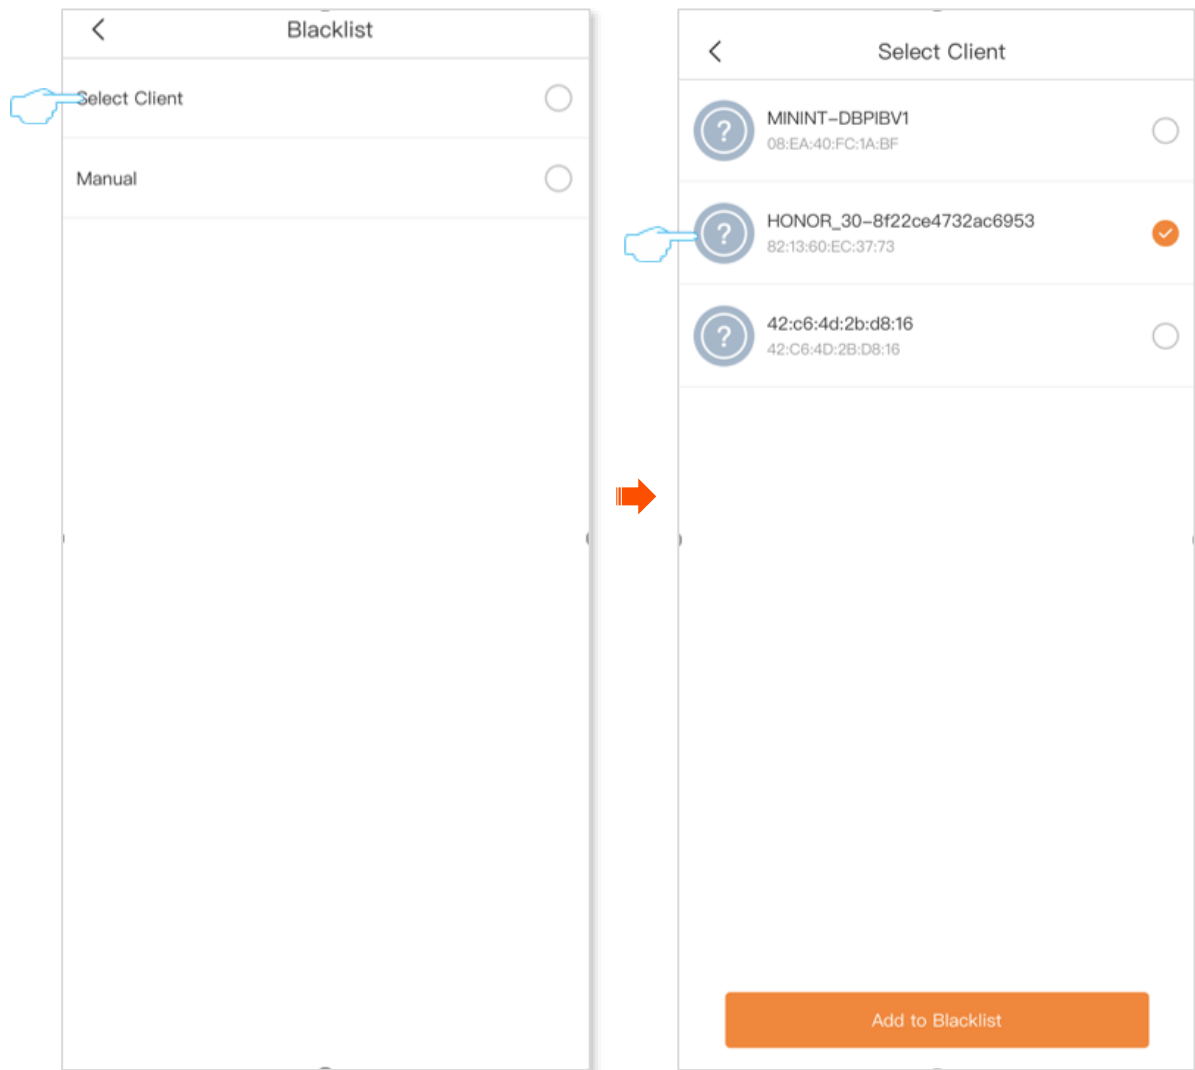 Blacklist
Select Client
Manual
Select Client
MININT-DBPIBV1
08:EA:40:FC:1A:BF
HONOR_30-8f22ce4732ac6953
82:13:60:EC:37:73
42:c6:4d:2b:d8:16
42:C6:4D:2B:D8:16
Add to Blacklist